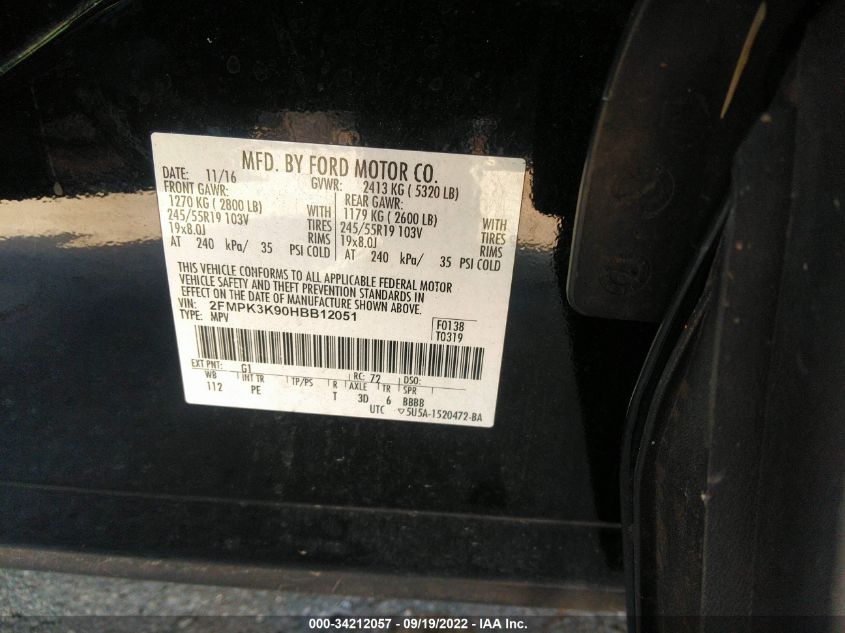 MFD. BY FORD MOTOR CO.
DATE: 11/16 GVWR: 2413 KG ( 5320 LB)
FRONT GAWR: REAR GAWR:
1270 KG ( 2800 LB) WITH 1179 KG ( 2600 LB) WITH
245/55R19 103V TIRES 245/55R19 103V TIRES
19x8.0J RIMS 19x8.0J RIMS
AT 240 kPa/ 35 PSI COLD AT 240 kPa/ 35 PSI COLD
THIS VEHICLE CONFORMS TO ALL APPLICABLE FEDERAL MOTOR
VEHICLE SAFETY AND THEFT PREVENTION STANDARDS IN
EFFECT ON THE DATE OF MANUFACTURE SHOWN ABOVE.
VIN: 2FMPK3K90HBB12051
TYPE: MPV F0138
T0319
EXT PNT: G1 RC: 72 DSO:
WB INT TR TP/PS R AXLE TR SPR
112 PE T 3D 6 BBBB
UTC ▽5U5A-1520472-BA
000-34212057 - 09/19/2022 - IAA Inc.